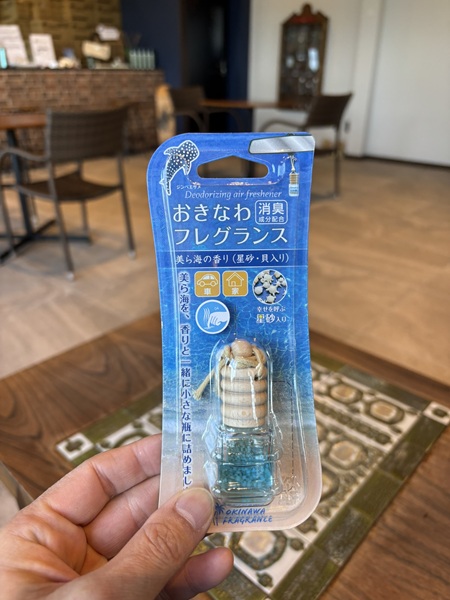 ジンベエザメ
Deodorizing air freshener
おきなわ
消臭
成分配合
フレグランス
美ら海の香り(星砂・貝入り)
車
家
幸せを呼ぶ
星砂入り
美ら海を、香りと一緒に小さな瓶に詰めまし
OKINAWA
FRAGRANCE